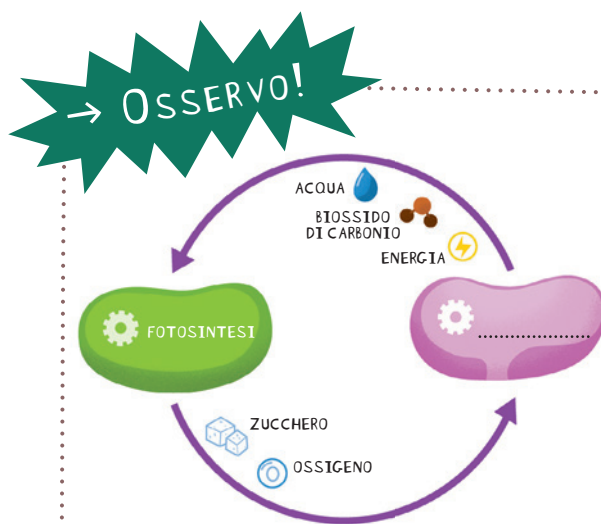 → OSSERVO!
ACQUA
BIOSSIDO
DI CARBONIO
ENERGIA
FOTOSINTESI
....................
ZUCCHERO
OSSIGENO